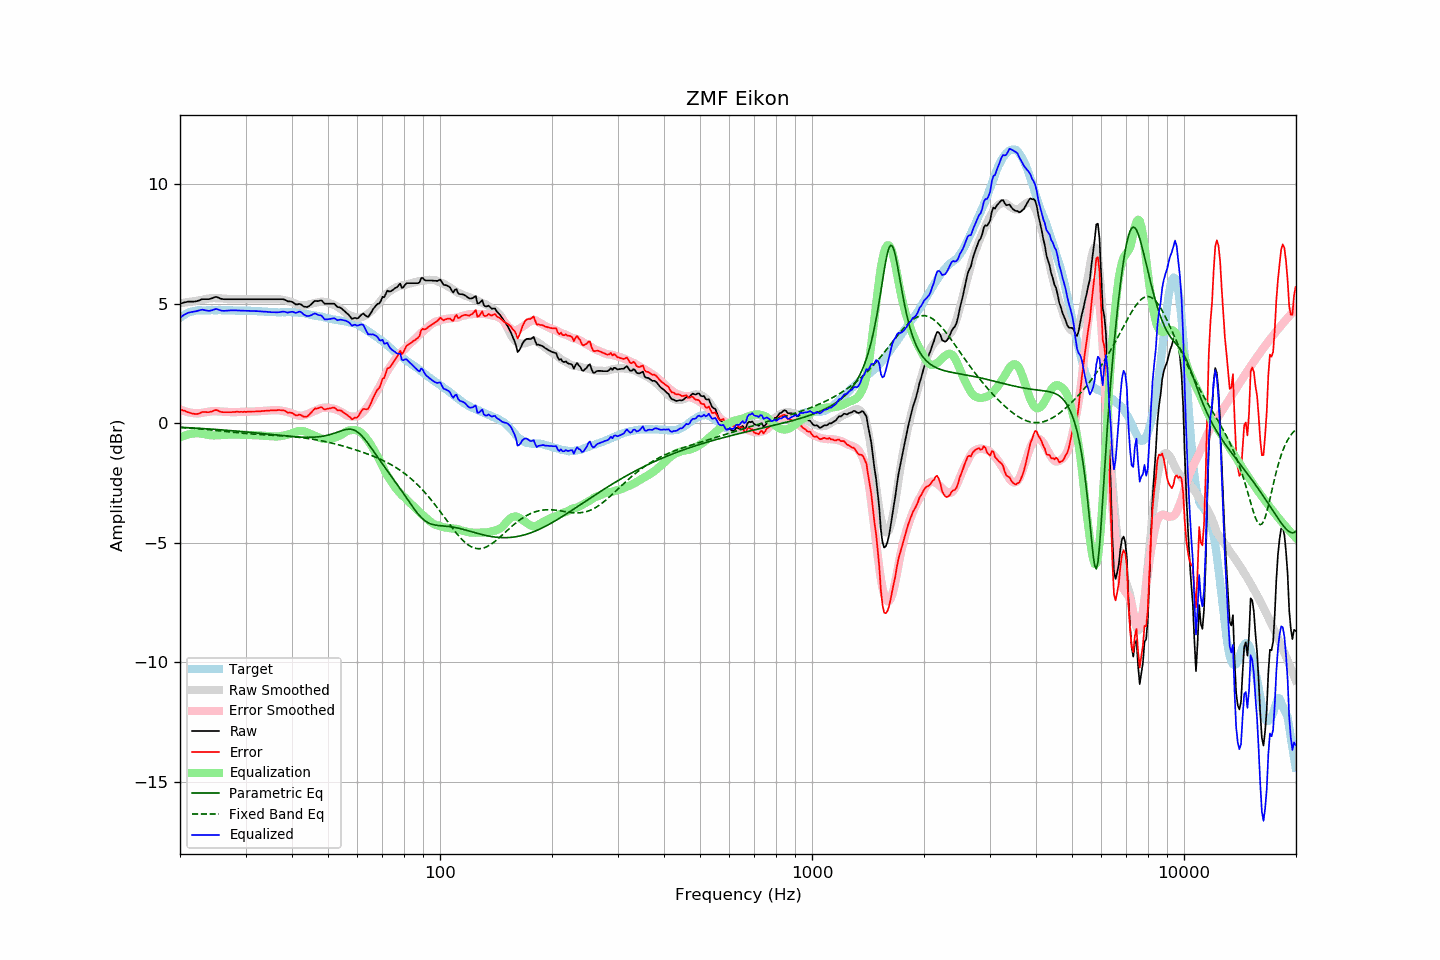 ZMF Eikon
10
5
0
−5
−10
−15
Amplitude (dBr)
Target
Raw Smoothed
Error Smoothed
Raw
Error
Equalization
Parametric Eq
Fixed Band Eq
Equalized
100
1000
10000
Frequency (Hz)